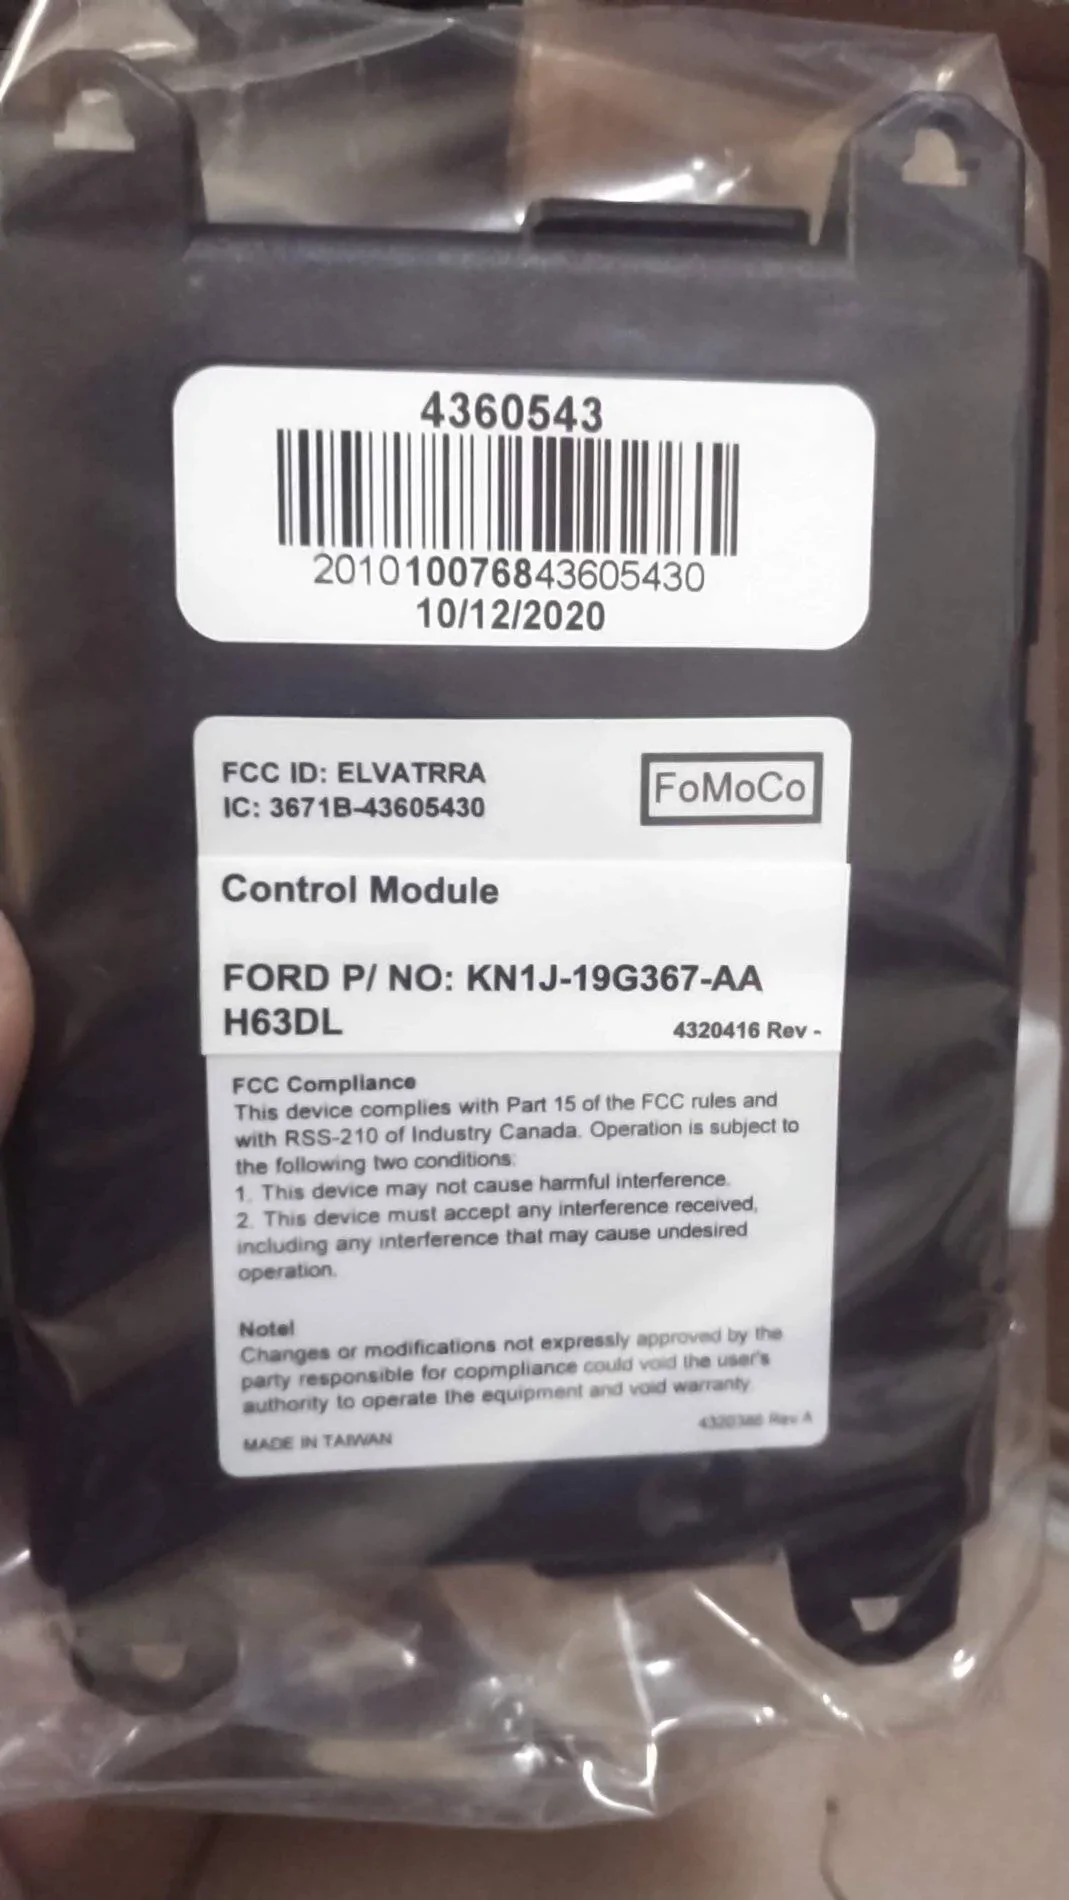 4360543
201010076843605430
10/12/2020
FCC ID: ELVATRRA
IC: 3671B-43605430
FoMoCo
Control Module
FORD P/ NO: KN1J-19G367-AA
H63DL
4320416 Rev -
FCC Compliance
This device complies with Part 15 of the FCC rules and
with RSS-210 of Industry Canada. Operation is subject to
the following two conditions:
1. This device may not cause harmful interference.
2. This device must accept any interference received,
including any interference that may cause undesired
operation.
Note!
Changes or modifications not expressly approved by the
party responsible for copmpliance could void the user's
authority to operate the equipment and void warranty.
4320386 Rev A
MADE IN TAIWAN